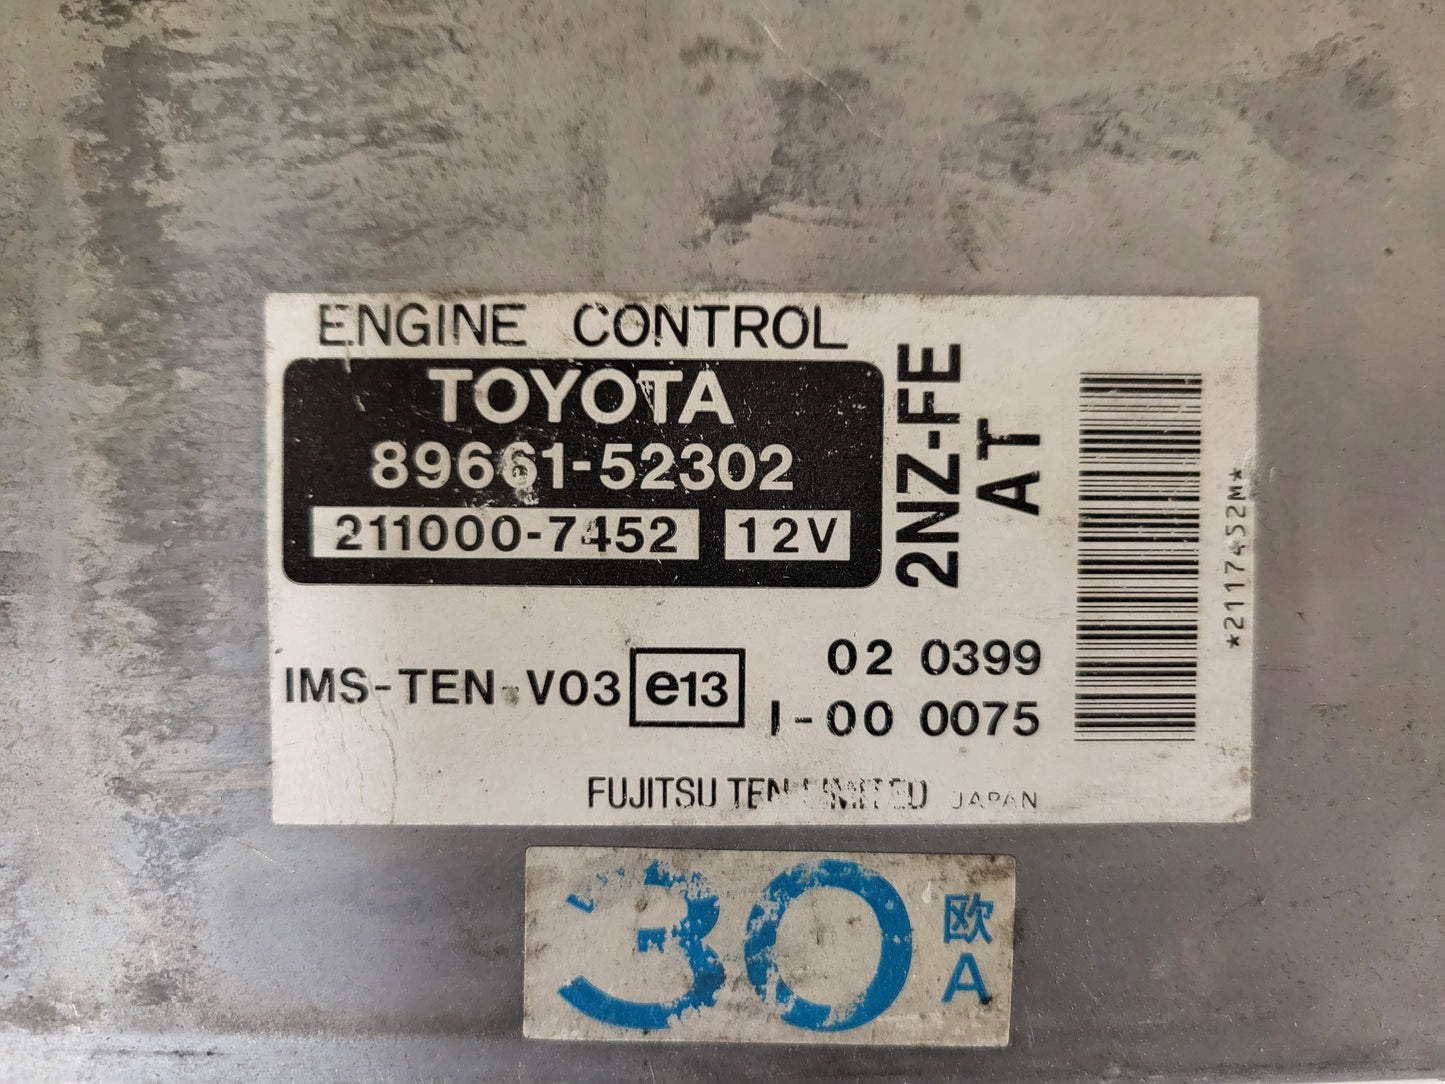 ENGINE CONTROL
TOYOTA
89661-52302
211000-7452 12V
2NZ-FE
AT
*2117452M*
IMS-TEN-V03 e13
02 0399
I-00 0075
FUJITSU TEN LIMITED JAPAN
30 欧
A